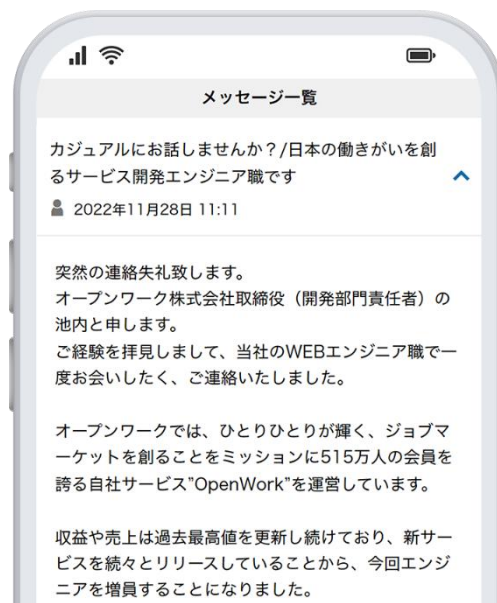 メッセージ一覧
カジュアルにお話しませんか？/日本の働きがいを創
るサービス開発エンジニア職です
2022年11月28日 11:11
突然の連絡失礼致します。
オープンワーク株式会社取締役（開発部門責任者）の
池内と申します。
ご経験を拝見しまして、当社のWEBエンジニア職で一
度お会いしたく、ご連絡いたしました。
オープンワークでは、ひとりひとりが輝く、ジョブマ
ーケットを創ることをミッションに515万人の会員を
誇る自社サービス”OpenWork”を運営しています。
収益や売上は過去最高値を更新し続けており、新サー
ビスを続々とリリースしていることから、今回エンジ
ニアを増員することになりました。